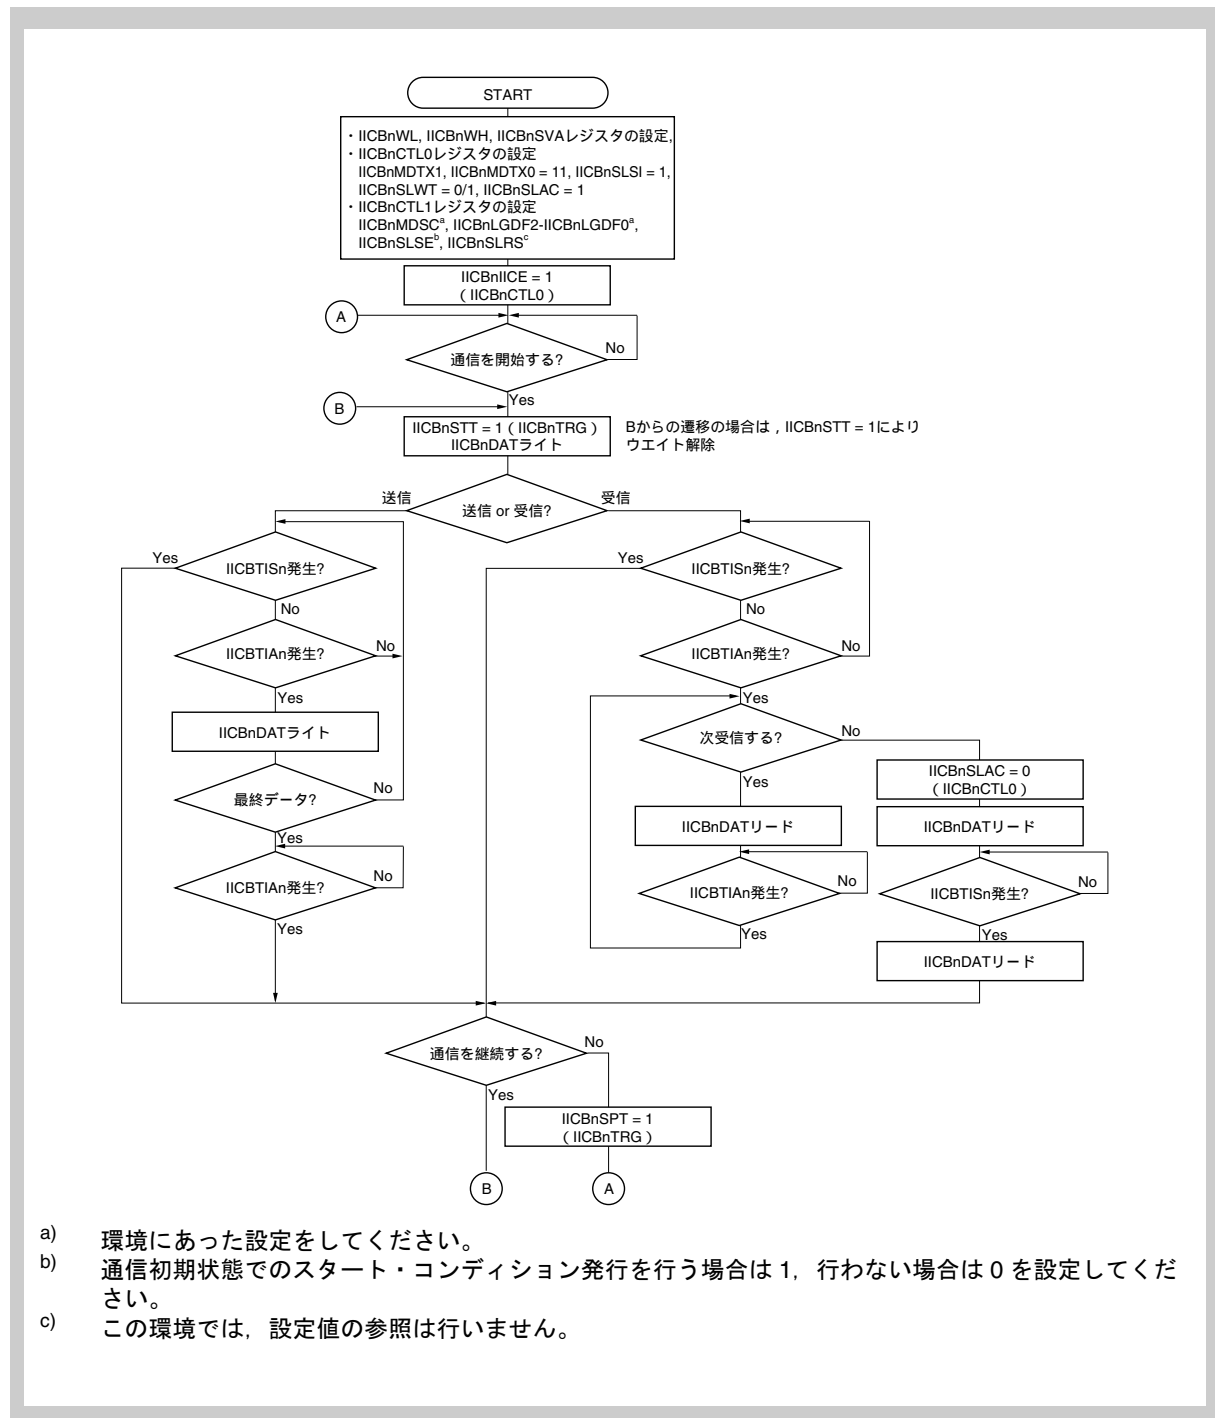 START
・IICBnWL, IICBnWH, IICBnSVAレジスタの設定,
・IICBnCTL0レジスタの設定
IICBnMDTX1, IICBnMDTX0 = 11, IICBnSLSI = 1,
IICBnSLWT = 0/1, IICBnSLAC = 1
・IICBnCTL1レジスタの設定
IICBnMDSCa, IICBnLGDF2-IICBnLGDF0a,
IICBnSLSEb, IICBnSLRSc
IICBnIICE = 1
( IICBnCTL0 )
A
通信を開始する?
No
Yes
B
IICBnSTT = 1 ( IICBnTRG )
IICBnDATライト
Bからの遷移の場合は , IICBnSTT = 1により
ウエイト解除
送信
送信 or 受信?
受信
Yes
IICBTISn発生?
No
IICBTIAn発生?
No
Yes
IICBnDATライト
最終データ?
No
Yes
IICBTIAn発生?
No
Yes
Yes
IICBTISn発生?
No
IICBTIAn発生?
No
Yes
次受信する?
No
Yes
IICBnDATリード
IICBTIAn発生?
No
Yes
IICBnSLAC = 0
( IICBnCTL0 )
IICBnDATリード
IICBTISn発生?
No
Yes
IICBnDATリード
通信を継続する?
No
Yes
IICBnSPT = 1
( IICBnTRG )
B
A
a) 環境にあった設定をしてください。
b) 通信初期状態でのスタート・コンディション発行を行う場合は 1, 行わない場合は 0 を設定してくだ
さい。
c) この環境では, 設定値の参照は行いません。